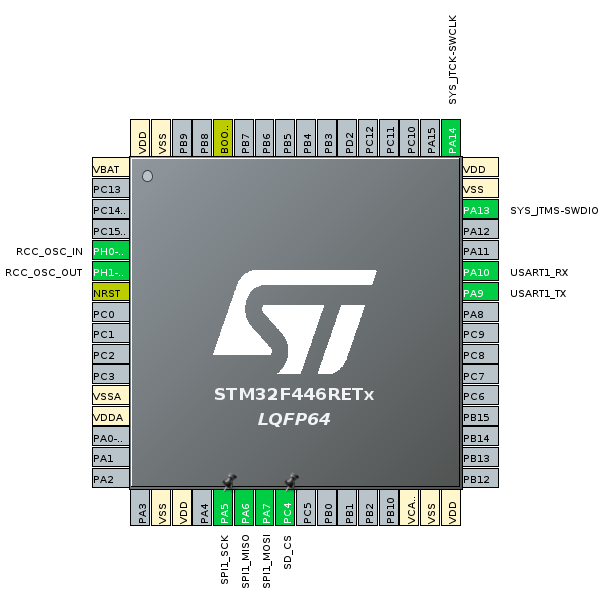 SYS_JTCK-SWCLK
VDD
VSS
PB9
PB8
BOO..
PB7
PB6
PB5
PB4
PB3
PD2
PC12
PC11
PC10
PA15
PA14
VBAT
PC13
PC14..
PC15..
RCC_OSC_IN PH0-..
RCC_OSC_OUT PH1-..
NRST
PC0
PC1
PC2
PC3
VSSA
VDDA
PA0-..
PA1
PA2
VDD
VSS
PA13 SYS_JTMS-SWDIO
PA12
PA11
PA10 USART1_RX
PA9 USART1_TX
PA8
PC9
PC8
PC7
PC6
PB15
PB14
PB13
PB12
ST
STM32F446RETx
LQFP64
PA3
VSS
VDD
PA4
PA5
PA6
PA7
PC4
PC5
PB0
PB1
PB2
PB10
VCA..
VSS
VDD
SPI1_SCK
SPI1_MISO
SPI1_MOSI
SD_CS